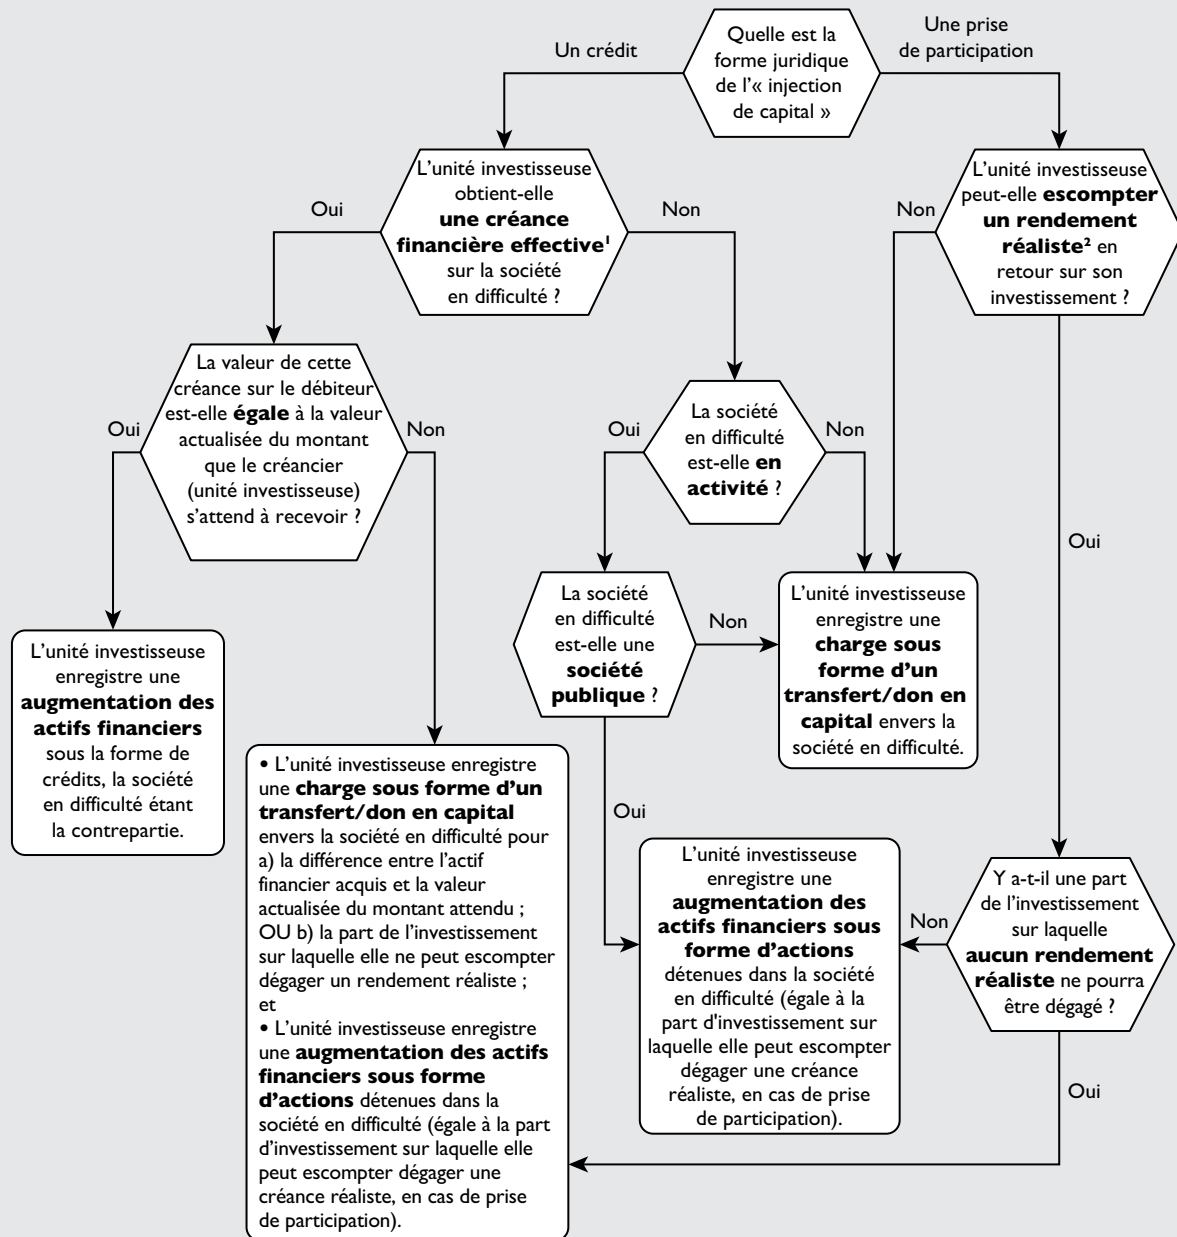 Un crédit
Quelle est la
forme juridique
de l'« injection
de capital »
Une prise
de participation
L'unité investisseuse
obtient-elle
une créance
financière effective¹
sur la société
en difficulté ?
L'unité investisseuse
peut-elle escompter
un rendement
réaliste² en
retour sur son
investissement ?
Oui
Non
Non
La valeur de cette
créance sur le débiteur
est-elle égale à la valeur
actualisée du montant
que le créancier
(unité investisseuse)
s'attend à recevoir ?
La société
en difficulté
est-elle en
activité ?
Oui
Non
Oui
Non
Oui
L'unité investisseuse
enregistre une
augmentation des
actifs financiers
sous la forme de
crédits, la société
en difficulté étant
la contrepartie.
La société
en difficulté
est-elle une
société
publique ?
Non
L'unité investisseuse
enregistre une
charge sous
forme d'un
transfert/don en
capital envers la
société en difficulté.
• L'unité investisseuse enregistre
une charge sous forme d'un
transfert/don en capital
envers la société en difficulté pour
a) la différence entre l'actif
financier acquis et la valeur
actualisée du montant attendu ;
OU b) la part de l'investissement
sur laquelle elle ne peut escompter
dégager un rendement réaliste ;
et
• L'unité investisseuse enregistre
une augmentation des actifs
financiers sous forme
d'actions détenues dans la
société en difficulté (égale à la part
d'investissement sur laquelle elle
peut escompter dégager une
créance réaliste, en cas de prise
de participation).
Oui
L'unité investisseuse
enregistre une
augmentation des
actifs financiers sous
forme d'actions
détenues dans la société
en difficulté (égale à la
part d'investissement sur
laquelle elle peut escompter
dégager une créance
réaliste, en cas de prise
de participation).
Non
Y a-t-il une part
de l'investissement
sur laquelle
aucun rendement
réaliste ne pourra
être dégagé ?
Oui